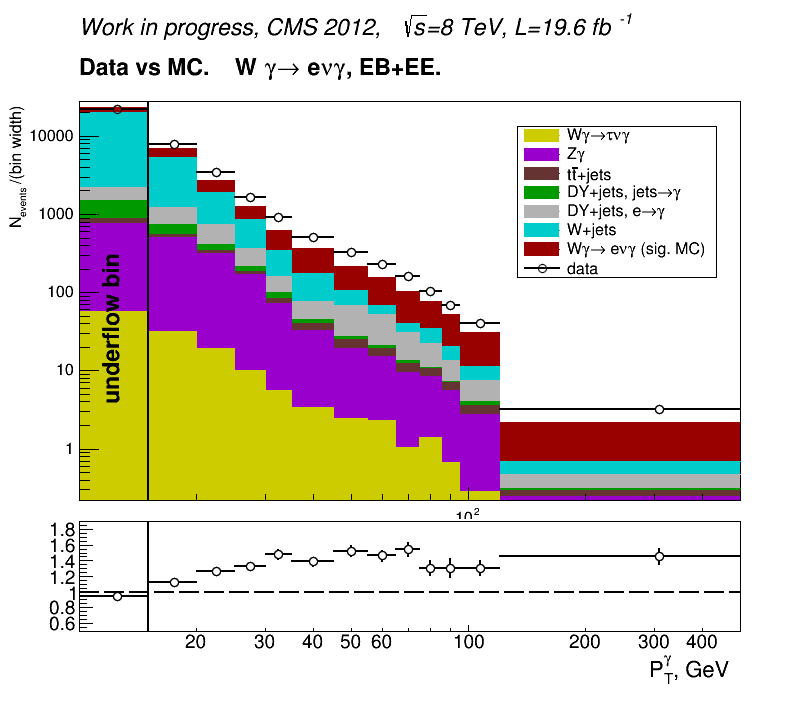 Work in progress, CMS 2012, √s=8 TeV, L=19.6 fb ⁻¹
Data vs MC. W γ→ eνγ, EB+EE.
N_events /(bin width)
10000
1000
100
10
1
underflow bin
Wγ→τνγ
Zγ
tt̄+jets
DY+jets, jets→γ
DY+jets, e→γ
W+jets
Wγ→ eνγ (sig. MC)
data
10²
1.8
1.6
1.4
1.2
1
0.8
0.6
20 30 40 50 60 100 200 300 400
P_T^γ, GeV